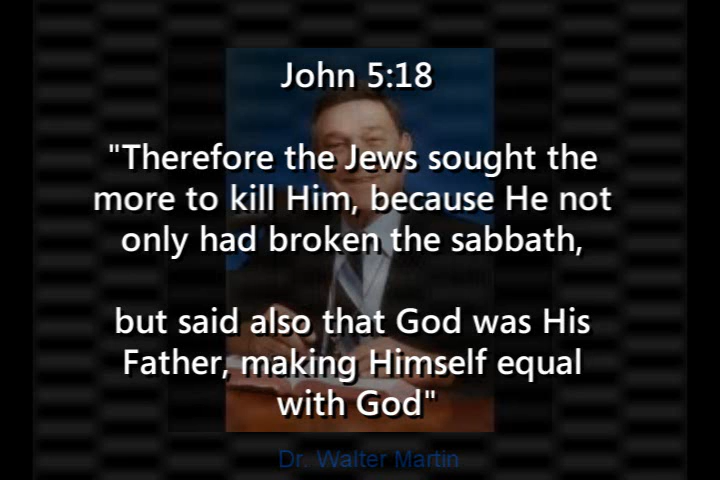 John 5:18
"Therefore the Jews sought the
more to kill Him, because He not
only had broken the sabbath,
but said also that God was His
Father, making Himself equal
with God"
Dr. Walter Martin